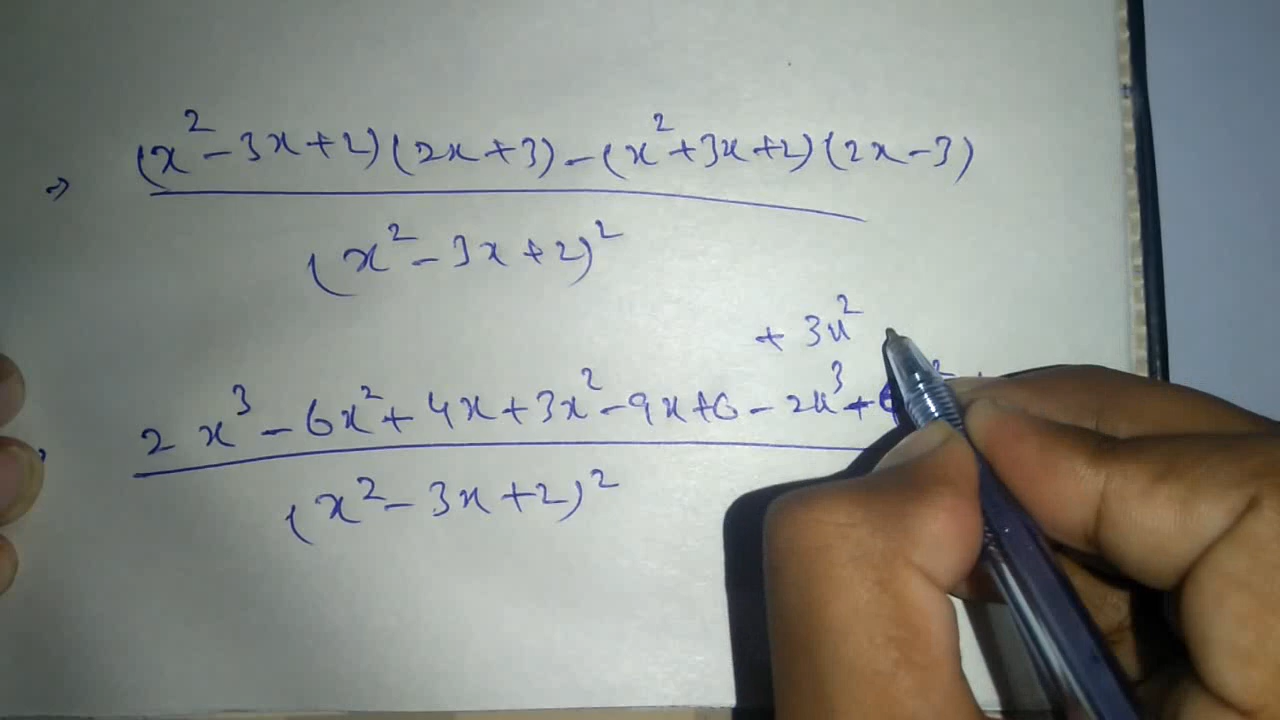 ⇒ (x² - 3x + 2)(2x + 3) - (x² + 3x + 2)(2x - 3)
(x² - 3x + 2)²
+ 3x²
2x³ - 6x² + 4x + 3x² - 9x + 6 - 2x³ + 6
(x² - 3x + 2)²